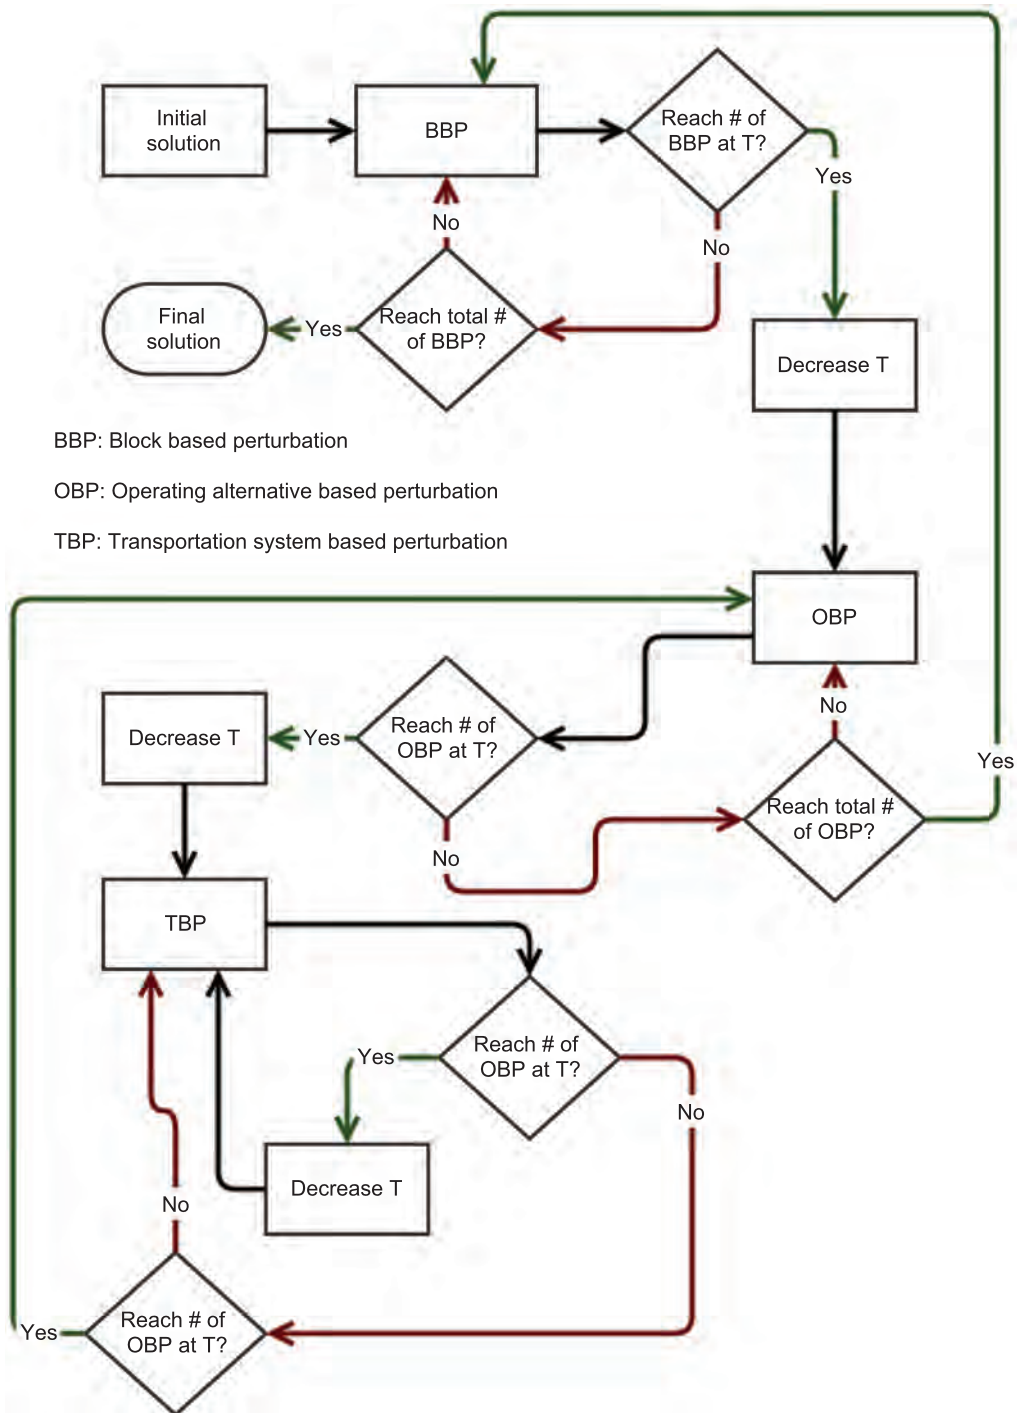 Initial
solution
BBP
Reach # of
BBP at T?
Yes
No
No
Final
solution
Yes
Reach total #
of BBP?
Decrease T
BBP: Block based perturbation
OBP: Operating alternative based perturbation
TBP: Transportation system based perturbation
OBP
Decrease T
Yes
Reach # of
OBP at T?
No
Yes
Reach total #
of OBP?
No
TBP
Reach # of
OBP at T?
Yes
No
Decrease T
No
Reach # of
OBP at T?
Yes